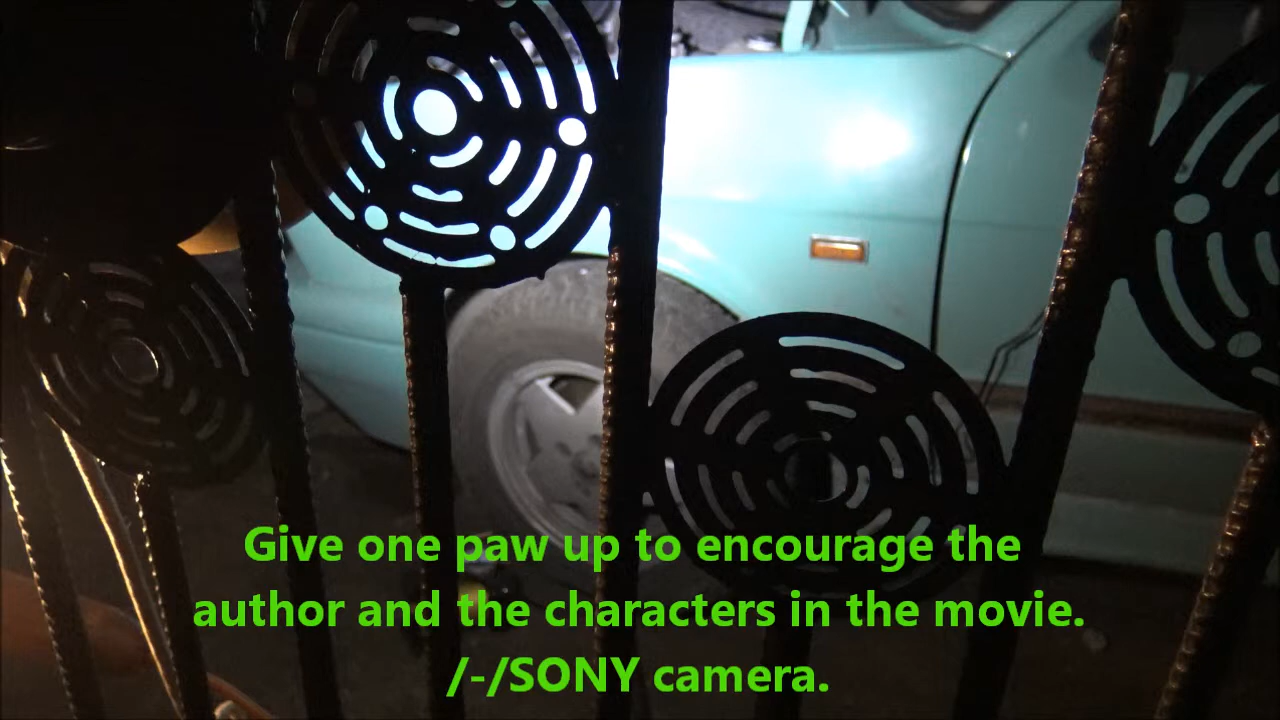 Give one paw up to encourage the
author and the characters in the movie.
/-/SONY camera.